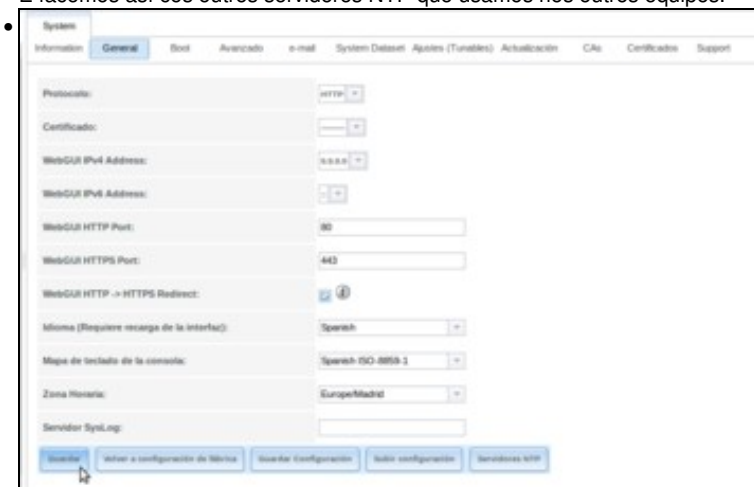 E facemos así cos outros servidores NTP que usamos nos outros equipos.
System
Information General Boot Avanzado e-mail System Dataset Ajustes (Tunables) Actualización CAs Certificados Support
Protocolo: HTTP
Certificado: --------
WebGUI IPv4 Address: 0.0.0.0
WebGUI IPv6 Address: ::
WebGUI HTTP Port: 80
WebGUI HTTPS Port: 443
WebGUI HTTP -> HTTPS Redirect:
Idioma (Requiere recarga de la interfaz): Spanish
Mapa de teclado de la consola: Spanish ISO-8859-1
Zona Horaria: Europe/Madrid
Servidor SysLog:
Guardar Volver a configuración de fábrica Guardar Configuración Subir configuración Servidores NTP